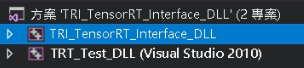 方案 'TRI_TensorRT_Interface_DLL' (2 專案)
TRI_TensorRT_Interface_DLL
TRT_Test_DLL (Visual Studio 2010)